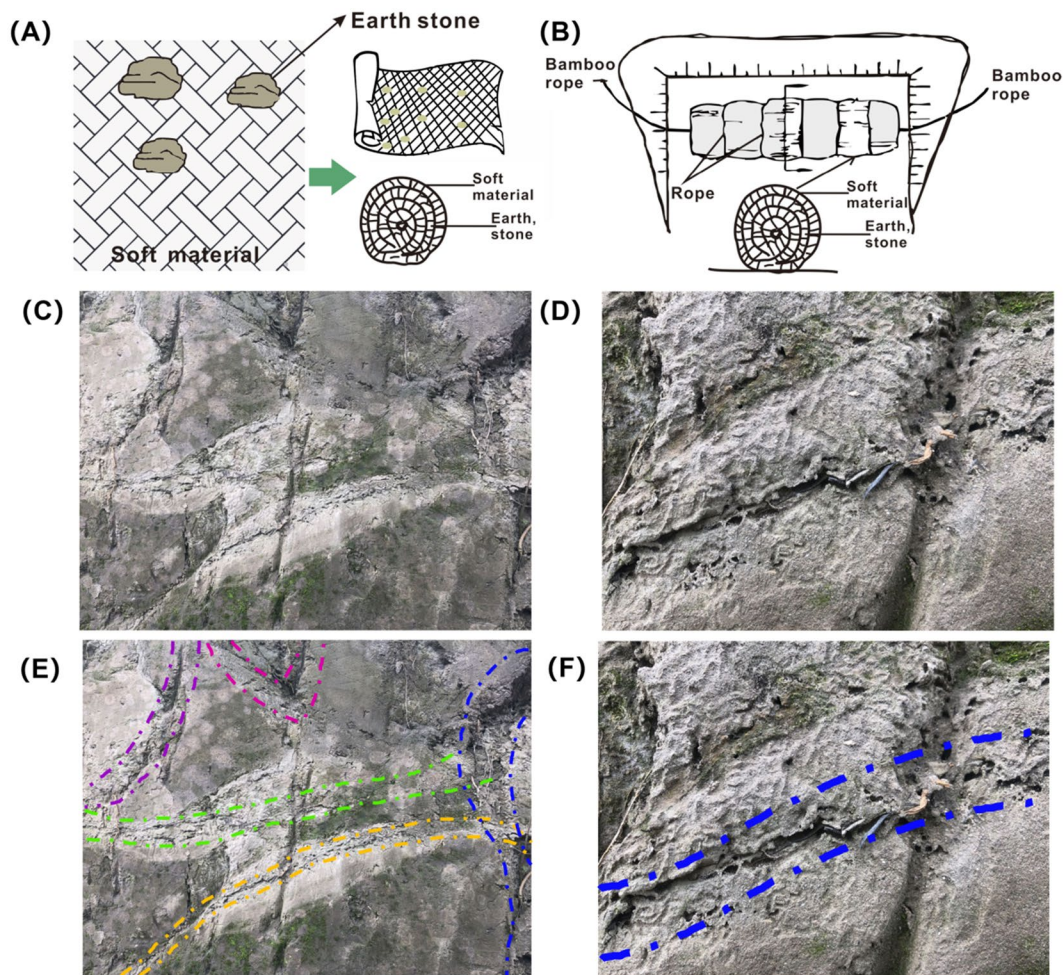 (A)
Earth stone
Soft material
Soft
material
Earth,
stone
(B)
Bamboo
rope
Bamboo
rope
Rope
Soft
material
Earth,
stone
(C)
(D)
(E)
(F)